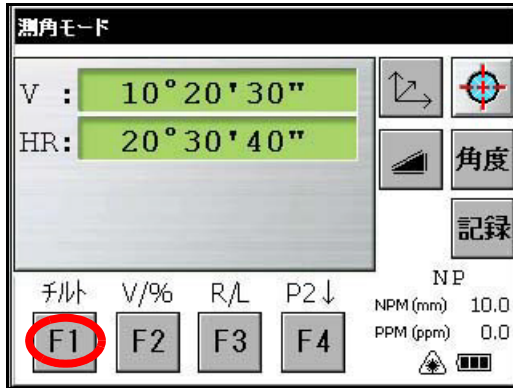 測角モード
V : 10°20'30"
HR: 20°30'40"
角度
記録
チルト V/% R/L P2↓
F1 F2 F3 F4
NP
NPM (mm) 10.0
PPM (ppm) 0.0